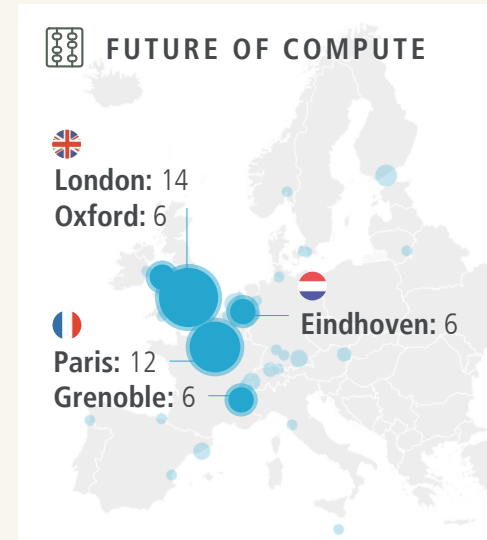 FUTURE OF COMPUTE
London: 14
Oxford: 6
Eindhoven: 6
Paris: 12
Grenoble: 6